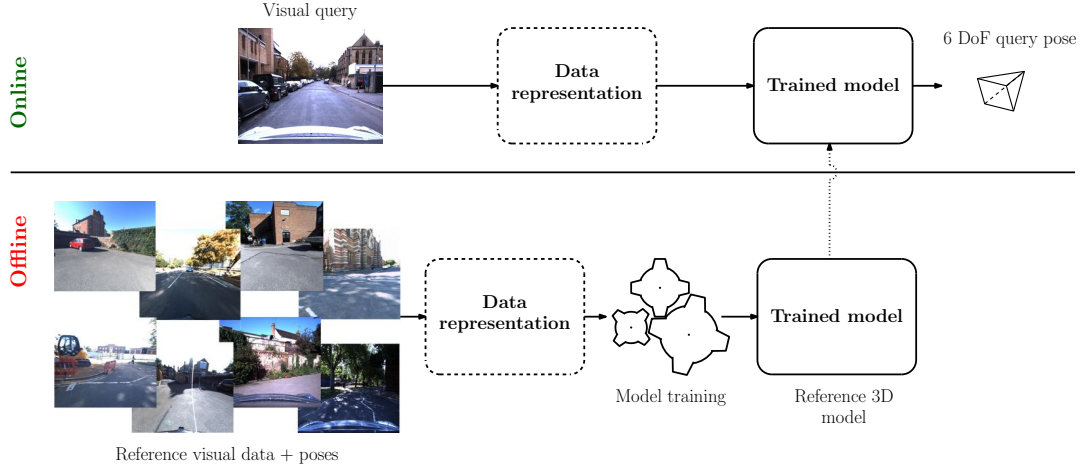 Visual query
Online
Data
representation
Trained model
6 DoF query pose
Offline
Data
representation
Trained model
Model training
Reference 3D
model
Reference visual data + poses